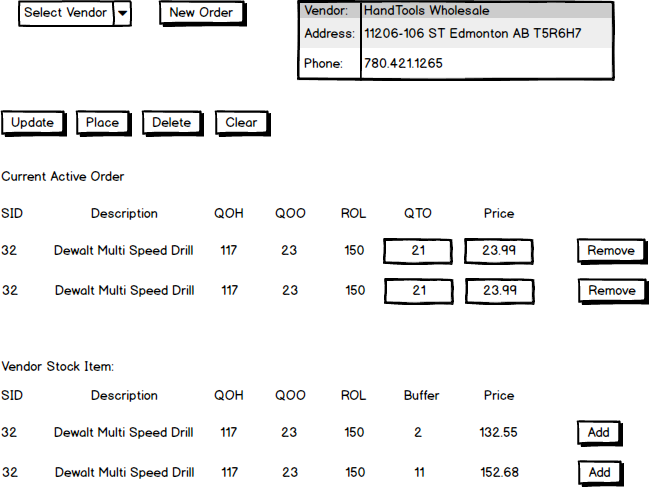 Select Vendor New Order
Vendor: HandTools Wholesale
Address: 11206-106 ST Edmonton AB T5R6H7
Phone: 780.421.1265
Update Place Delete Clear
Current Active Order
SID Description QOH QOO ROL QTO Price
32 Dewalt Multi Speed Drill 117 23 150 21 23.99 Remove
32 Dewalt Multi Speed Drill 117 23 150 21 23.99 Remove
Vendor Stock Item:
SID Description QOH QOO ROL Buffer Price
32 Dewalt Multi Speed Drill 117 23 150 2 132.55 Add
32 Dewalt Multi Speed Drill 117 23 150 11 152.68 Add